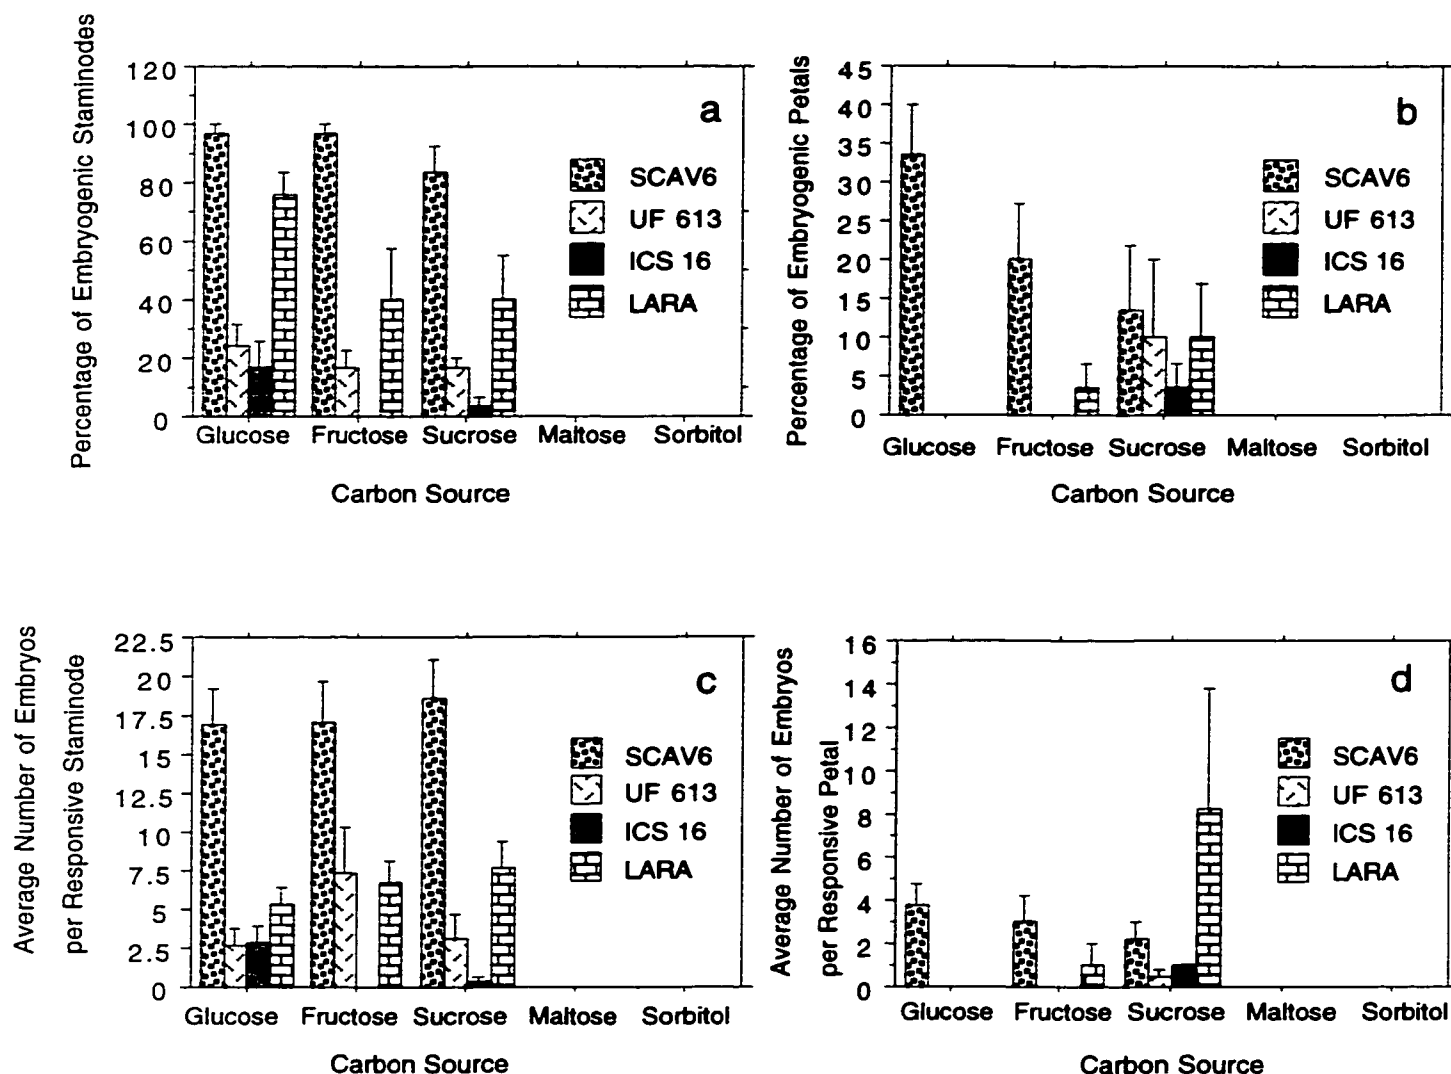 Percentage of Embryogenic Staminodes
120
100
80
60
40
20
0
a
SCAV6
UF 613
ICS 16
LARA
Glucose Fructose Sucrose Maltose Sorbitol
Carbon Source
Percentage of Embryogenic Petals
45
40
35
30
25
20
15
10
5
0
b
SCAV6
UF 613
ICS 16
LARA
Glucose Fructose Sucrose Maltose Sorbitol
Carbon Source
Average Number of Embryos
per Responsive Staminode
22.5
20
17.5
15
12.5
10
7.5
5
2.5
0
c
SCAV6
UF 613
ICS 16
LARA
Glucose Fructose Sucrose Maltose Sorbitol
Carbon Source
Average Number of Embryos
per Responsive Petal
16
14
12
10
8
6
4
2
0
d
SCAV6
UF 613
ICS 16
LARA
Glucose Fructose Sucrose Maltose Sorbitol
Carbon Source